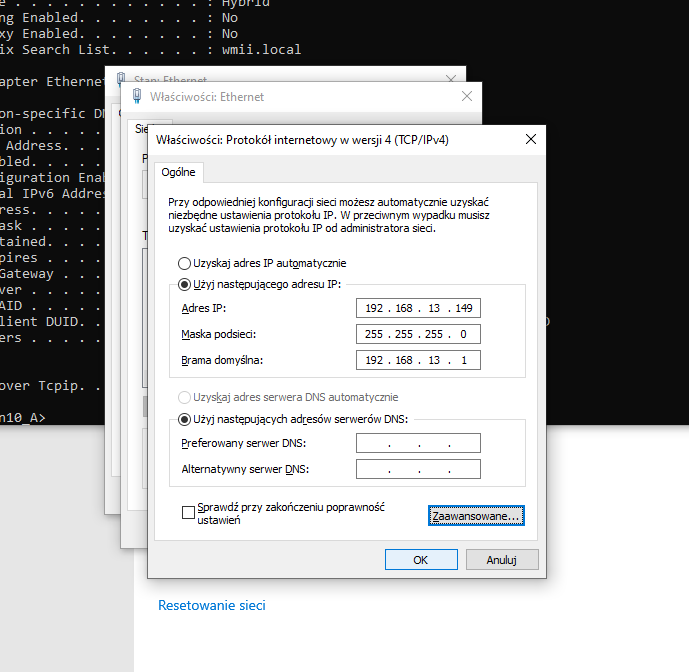 . . . . . . . . . . . . : Hybrid
ng Enabled. . . . . . . . : No
xy Enabled. . . . . . . . : No
ix Search List. . . . . . : wmii.local
apter Ethernet
Stan: Ethernet
Właściwości: Ethernet
on-specific DN
tion . . . .
Address. . .
bled. . . .
iguration Enab
al IPv6 Addres
ress. . . .
ask . . . .
tained. . .
pires . . .
Gateway . . .
ver . . . .
AID . . . .
lient DUID. .
ers . . . .
over Tcpip. .
n10_A>
Sie
Właściwości: Protokół internetowy w wersji 4 (TCP/IPv4)
Ogólne
Przy odpowiedniej konfiguracji sieci możesz automatycznie uzyskać
niezbędne ustawienia protokołu IP. W przeciwnym wypadku musisz
uzyskać ustawienia protokołu IP od administratora sieci.
Uzyskaj adres IP automatycznie
Użyj następującego adresu IP:
Adres IP: 192 . 168 . 13 . 149
Maska podsieci: 255 . 255 . 255 . 0
Brama domyślna: 192 . 168 . 13 . 1
Uzyskaj adres serwera DNS automatycznie
Użyj następujących adresów serwerów DNS:
Preferowany serwer DNS: . . .
Alternatywny serwer DNS: . . .
Sprawdź przy zakończeniu poprawność
ustawień
Zaawansowane...
OK
Anuluj
Resetowanie sieci